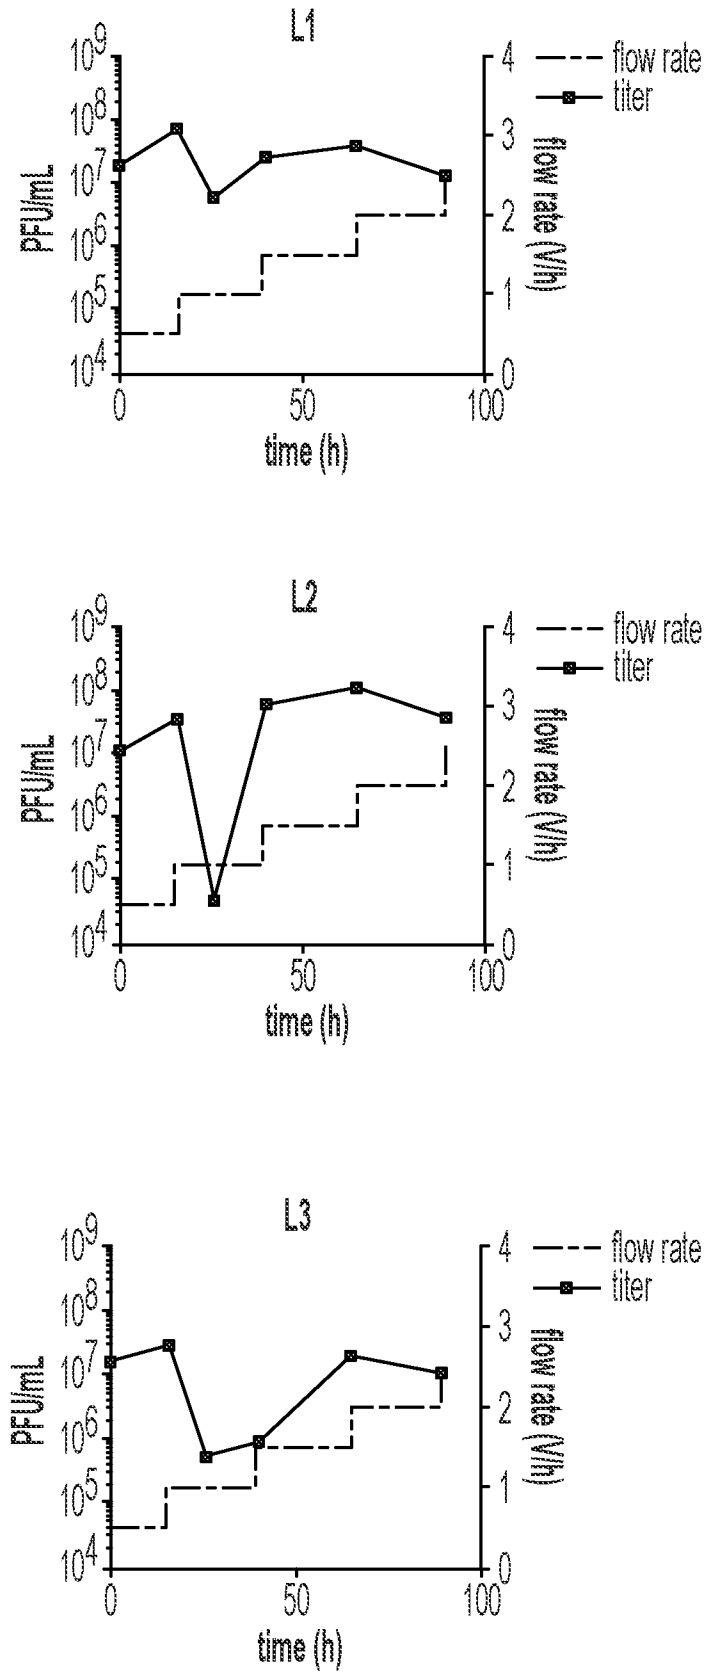 L1
10^9
10^8
10^7
10^6
10^5
10^4
PFU/mL
0
50
100
time (h)
4
3
2
1
0
flow rate (V/h)
flow rate
titer
L2
10^9
10^8
10^7
10^6
10^5
10^4
PFU/mL
0
50
100
time (h)
4
3
2
1
0
flow rate (V/h)
flow rate
titer
L3
10^9
10^8
10^7
10^6
10^5
10^4
PFU/mL
0
50
100
time (h)
4
3
2
1
0
flow rate (V/h)
flow rate
titer